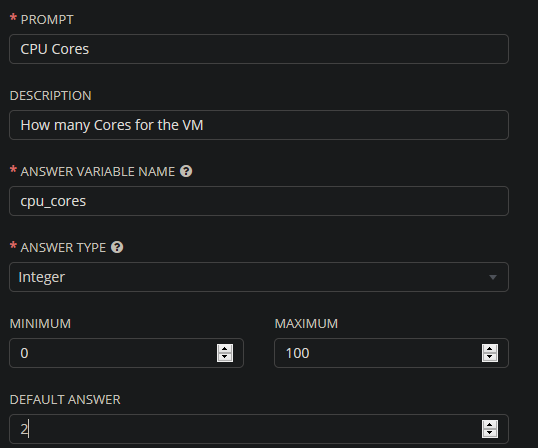 * PROMPT
CPU Cores
DESCRIPTION
How many Cores for the VM
* ANSWER VARIABLE NAME ?
cpu_cores
* ANSWER TYPE ?
Integer
MINIMUM MAXIMUM
0 100
DEFAULT ANSWER
2